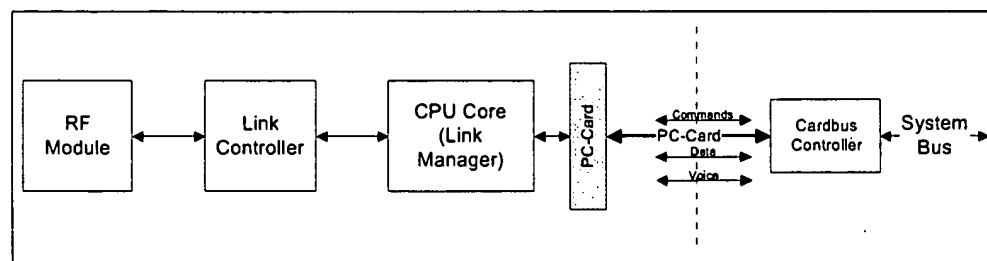 RF
Module
Link
Controller
CPU Core
(Link
Manager)
PC-Card
Commands
PC-Card
Data
Voice
Cardbus
Controller
System
Bus